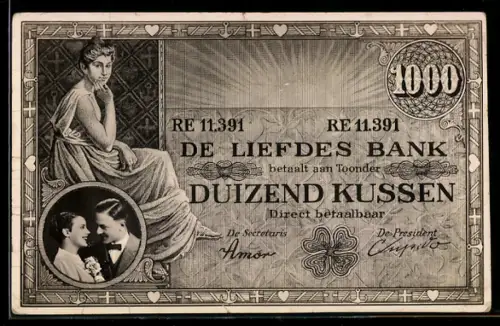 1000
RE 11.391 RE 11.391
DE LIEFDES BANK
betaalt aan Toonder
DUIZEND KUSSEN
Direct betaalbaar
De Secretaris De President
Amor Cupido